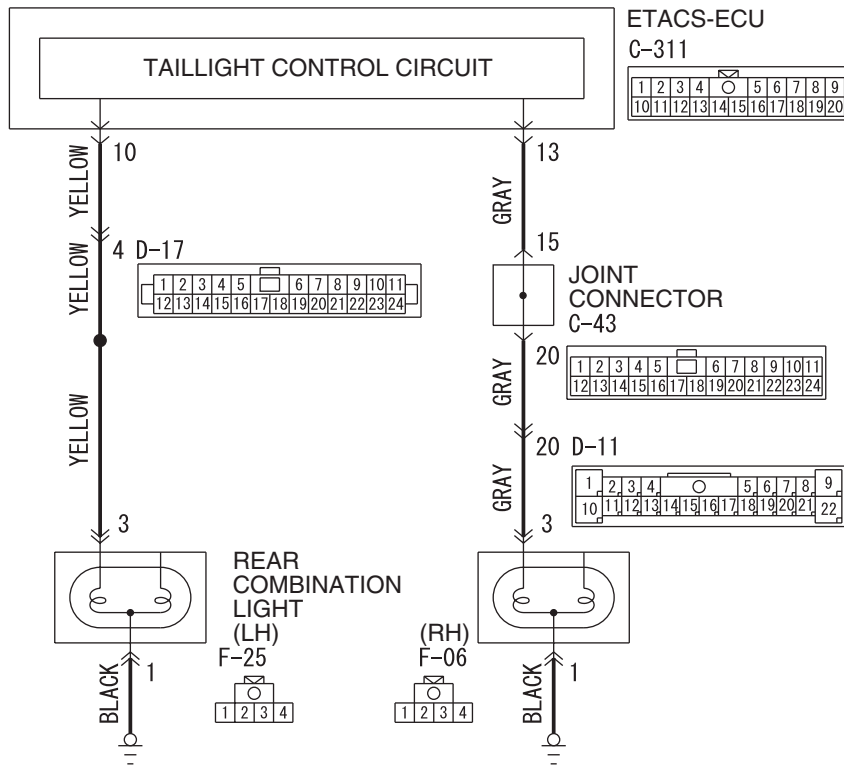 ETACS-ECU
C-311
TAILLIGHT CONTROL CIRCUIT
1 2 3 4 5 6 7 8 9
10 11 12 13 14 15 16 17 18 19 20
10
13
YELLOW
GRAY
4 D-17
15
YELLOW
1 2 3 4 5 6 7 8 9 10 11
12 13 14 15 16 17 18 19 20 21 22 23 24
JOINT
CONNECTOR
C-43
20
GRAY
1 2 3 4 5 6 7 8 9 10 11
12 13 14 15 16 17 18 19 20 21 22 23 24
YELLOW
20 D-11
GRAY
1 2 3 4 5 6 7 8 9
10 11 12 13 14 15 16 17 18 19 20 21 22
3
3
REAR
COMBINATION
LIGHT
(LH)
F-25
(RH)
F-06
1
1
BLACK
1 2 3 4
1 2 3 4
BLACK